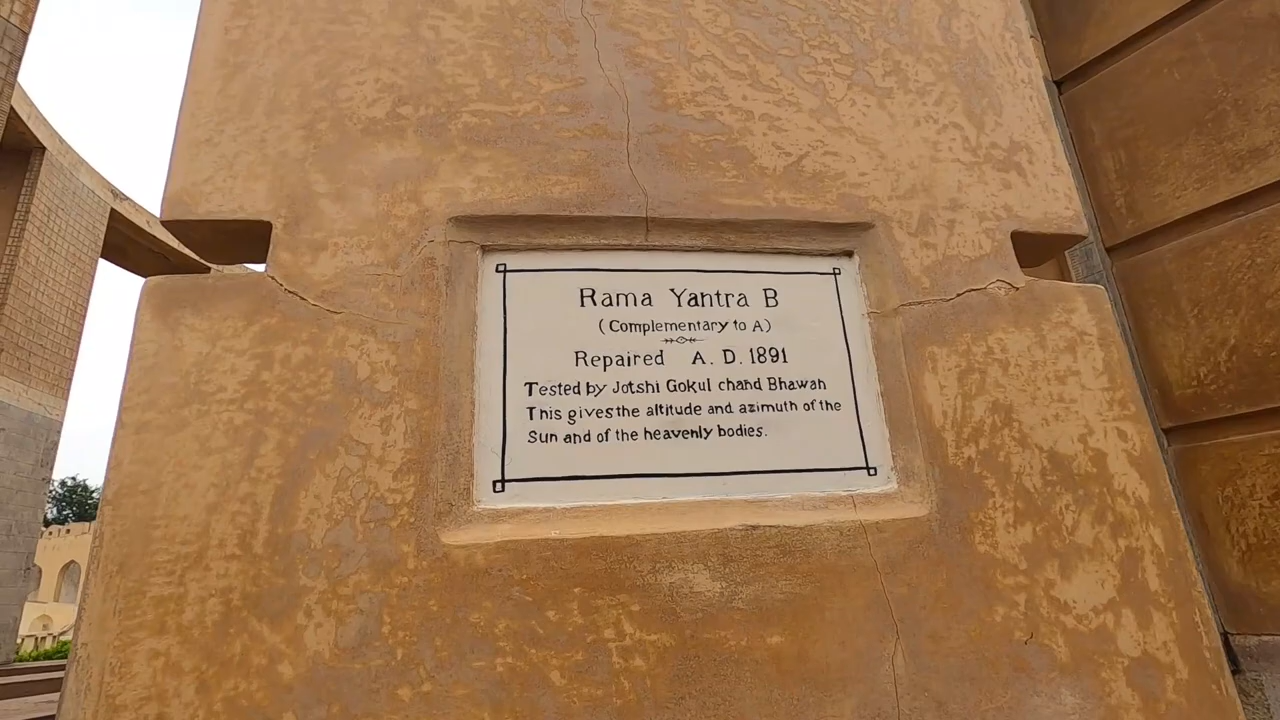 Rama Yantra B
(Complementary to A)
Repaired A. D. 1891
Tested by Jotshi Gokul chand Bhawan
This gives the altitude and azimuth of the
Sun and of the heavenly bodies.